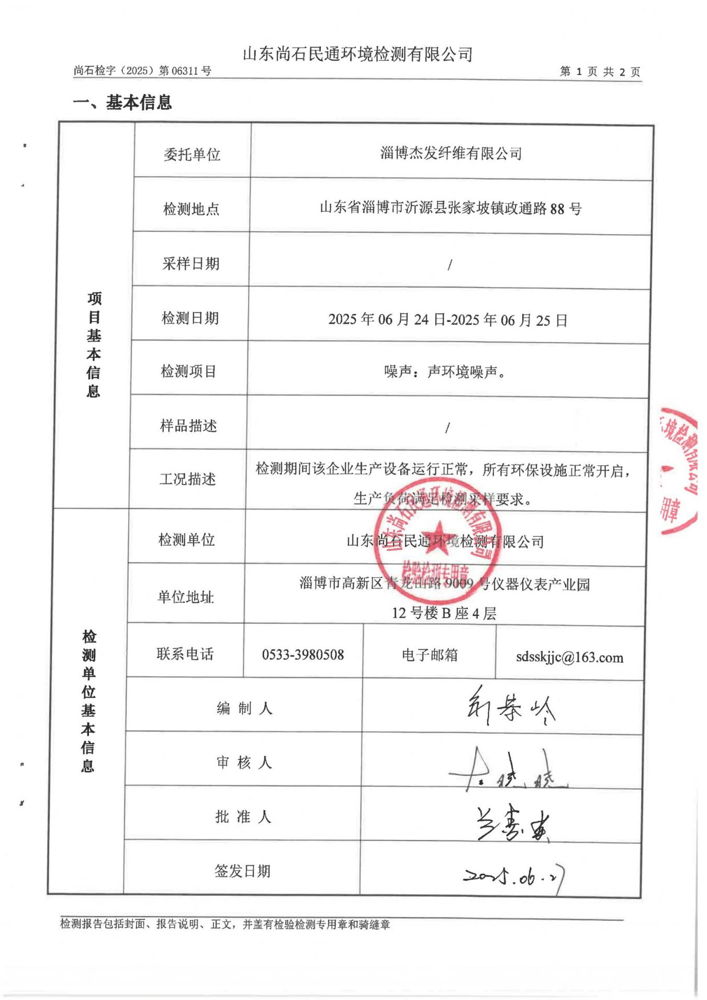 山东尚石民通环境检测有限公司
尚石检字（2025）第 06311 号
第 1 页 共 2 页
一、基本信息
项目基本信息
委托单位
淄博杰发纤维有限公司
检测地点
山东省淄博市沂源县张家坡镇政通路 88 号
采样日期
/
检测日期
2025 年 06 月 24 日-2025 年 06 月 25 日
检测项目
噪声：声环境噪声。
样品描述
/
工况描述
检测期间该企业生产设备运行正常，所有环保设施正常开启，
生产负荷满足检测采样要求。
检测单位基本信息
检测单位
山东尚石民通环境检测有限公司
单位地址
淄博市高新区青龙山路 9009 号仪器仪表产业园
12 号楼 B 座 4 层
联系电话
0533-3980508
电子邮箱
sdsskjjc@163.com
编 制 人
审 核 人
批 准 人
签发日期
2025.06.27
山东尚石民通环境检测有限公司
检验检测专用章
环境检测有限公司
用章
检测报告包括封面、报告说明、正文，并盖有检验检测专用章和骑缝章